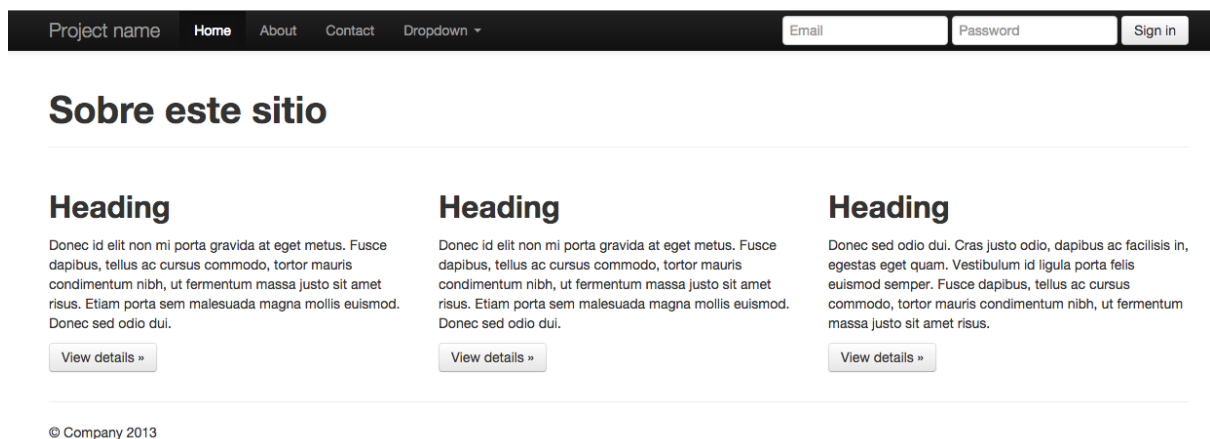 Project name Home About Contact Dropdown Email Password Sign in
Sobre este sitio
Heading
Donec id elit non mi porta gravida at eget metus. Fusce
dapibus, tellus ac cursus commodo, tortor mauris
condimentum nibh, ut fermentum massa justo sit amet
risus. Etiam porta sem malesuada magna mollis euismod.
Donec sed odio dui.
View details »
Heading
Donec id elit non mi porta gravida at eget metus. Fusce
dapibus, tellus ac cursus commodo, tortor mauris
condimentum nibh, ut fermentum massa justo sit amet
risus. Etiam porta sem malesuada magna mollis euismod.
Donec sed odio dui.
View details »
Heading
Donec sed odio dui. Cras justo odio, dapibus ac facilisis in,
egestas eget quam. Vestibulum id ligula porta felis
euismod semper. Fusce dapibus, tellus ac cursus
commodo, tortor mauris condimentum nibh, ut fermentum
massa justo sit amet risus.
View details »
© Company 2013